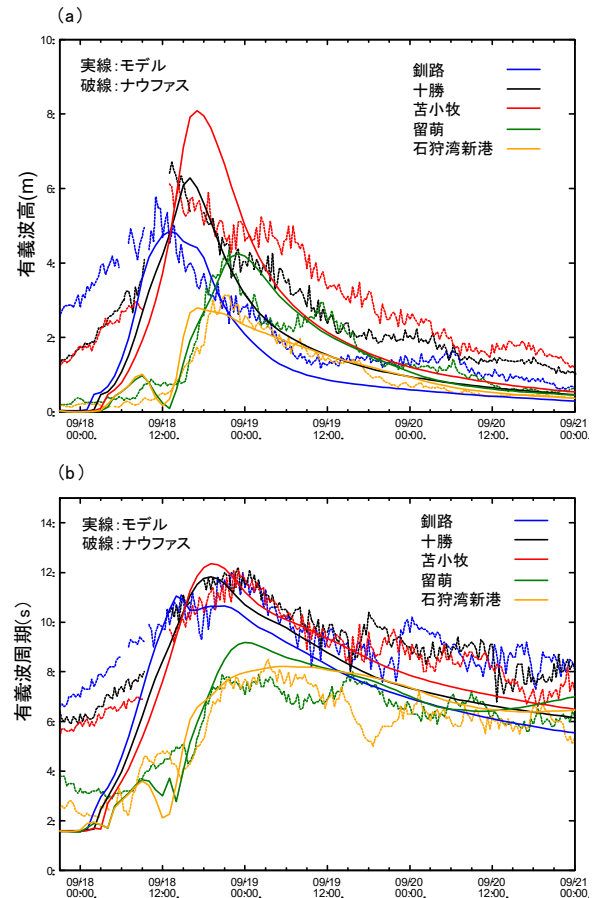 (a)
10
8
6
4
2
0
有義波高(m)
実線:モデル
破線:ナウファス
釧路
十勝
苫小牧
留萌
石狩湾新港
09/18 09/18 09/19 09/19 09/20 09/20 09/21
00:00. 12:00. 00:00. 12:00. 00:00. 12:00. 00:00.
(b)
14
12
10
8
6
4
2
0
有義波周期(s)
実線:モデル
破線:ナウファス
釧路
十勝
苫小牧
留萌
石狩湾新港
09/18 09/18 09/19 09/19 09/20 09/20 09/21
00:00. 12:00. 00:00. 12:00. 00:00. 12:00. 00:00.